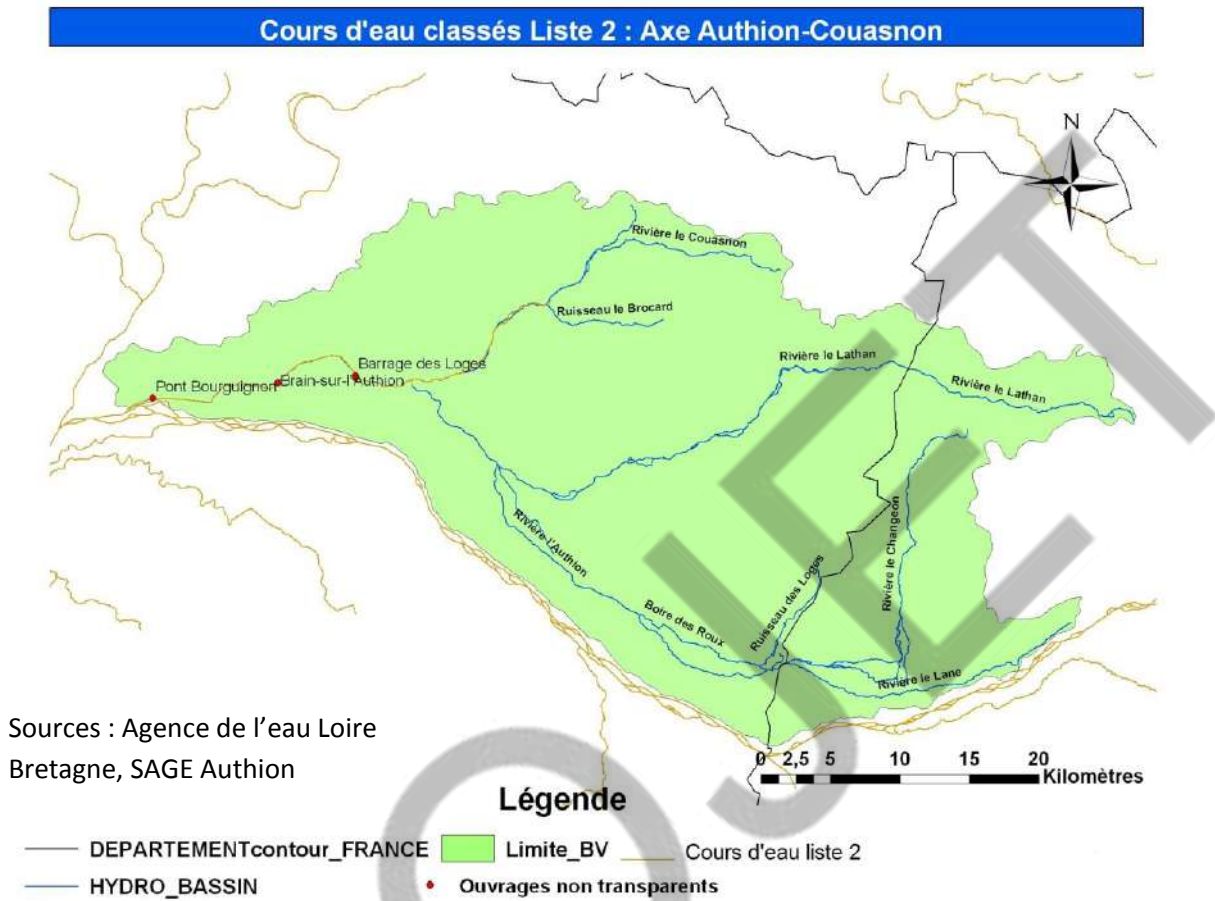 Cours d'eau classés Liste 2 : Axe Authion-Couasnon
N
Rivière le Couasnon
Ruisseau le Brocard
Barrage des Loges
Rivière le Lathan
Brain-sur-l'Authion
Pont Bourguignon
Rivière le Lathan
Rivière l'Authion
Rivière le Changeon
Ruisseau des Loges
Boire des Roux
Rivière le Lane
Sources : Agence de l'eau Loire
Bretagne, SAGE Authion
0 2,5 5 10 15 20
Kilomètres
Légende
DEPARTEMENTcontour_FRANCE
Limite_BV
Cours d'eau liste 2
HYDRO_BASSIN
Ouvrages non transparents